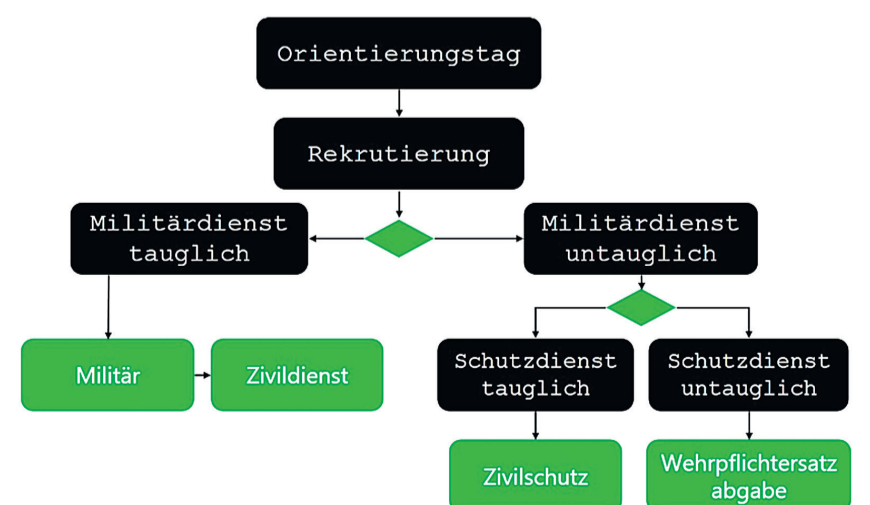 Orientierungstag
Rekrutierung
Militärdienst
tauglich
Militärdienst
untauglich
Militär
Zivildienst
Schutzdienst
tauglich
Schutzdienst
untauglich
Zivilschutz
Wehrpflichtersatz
abgabe